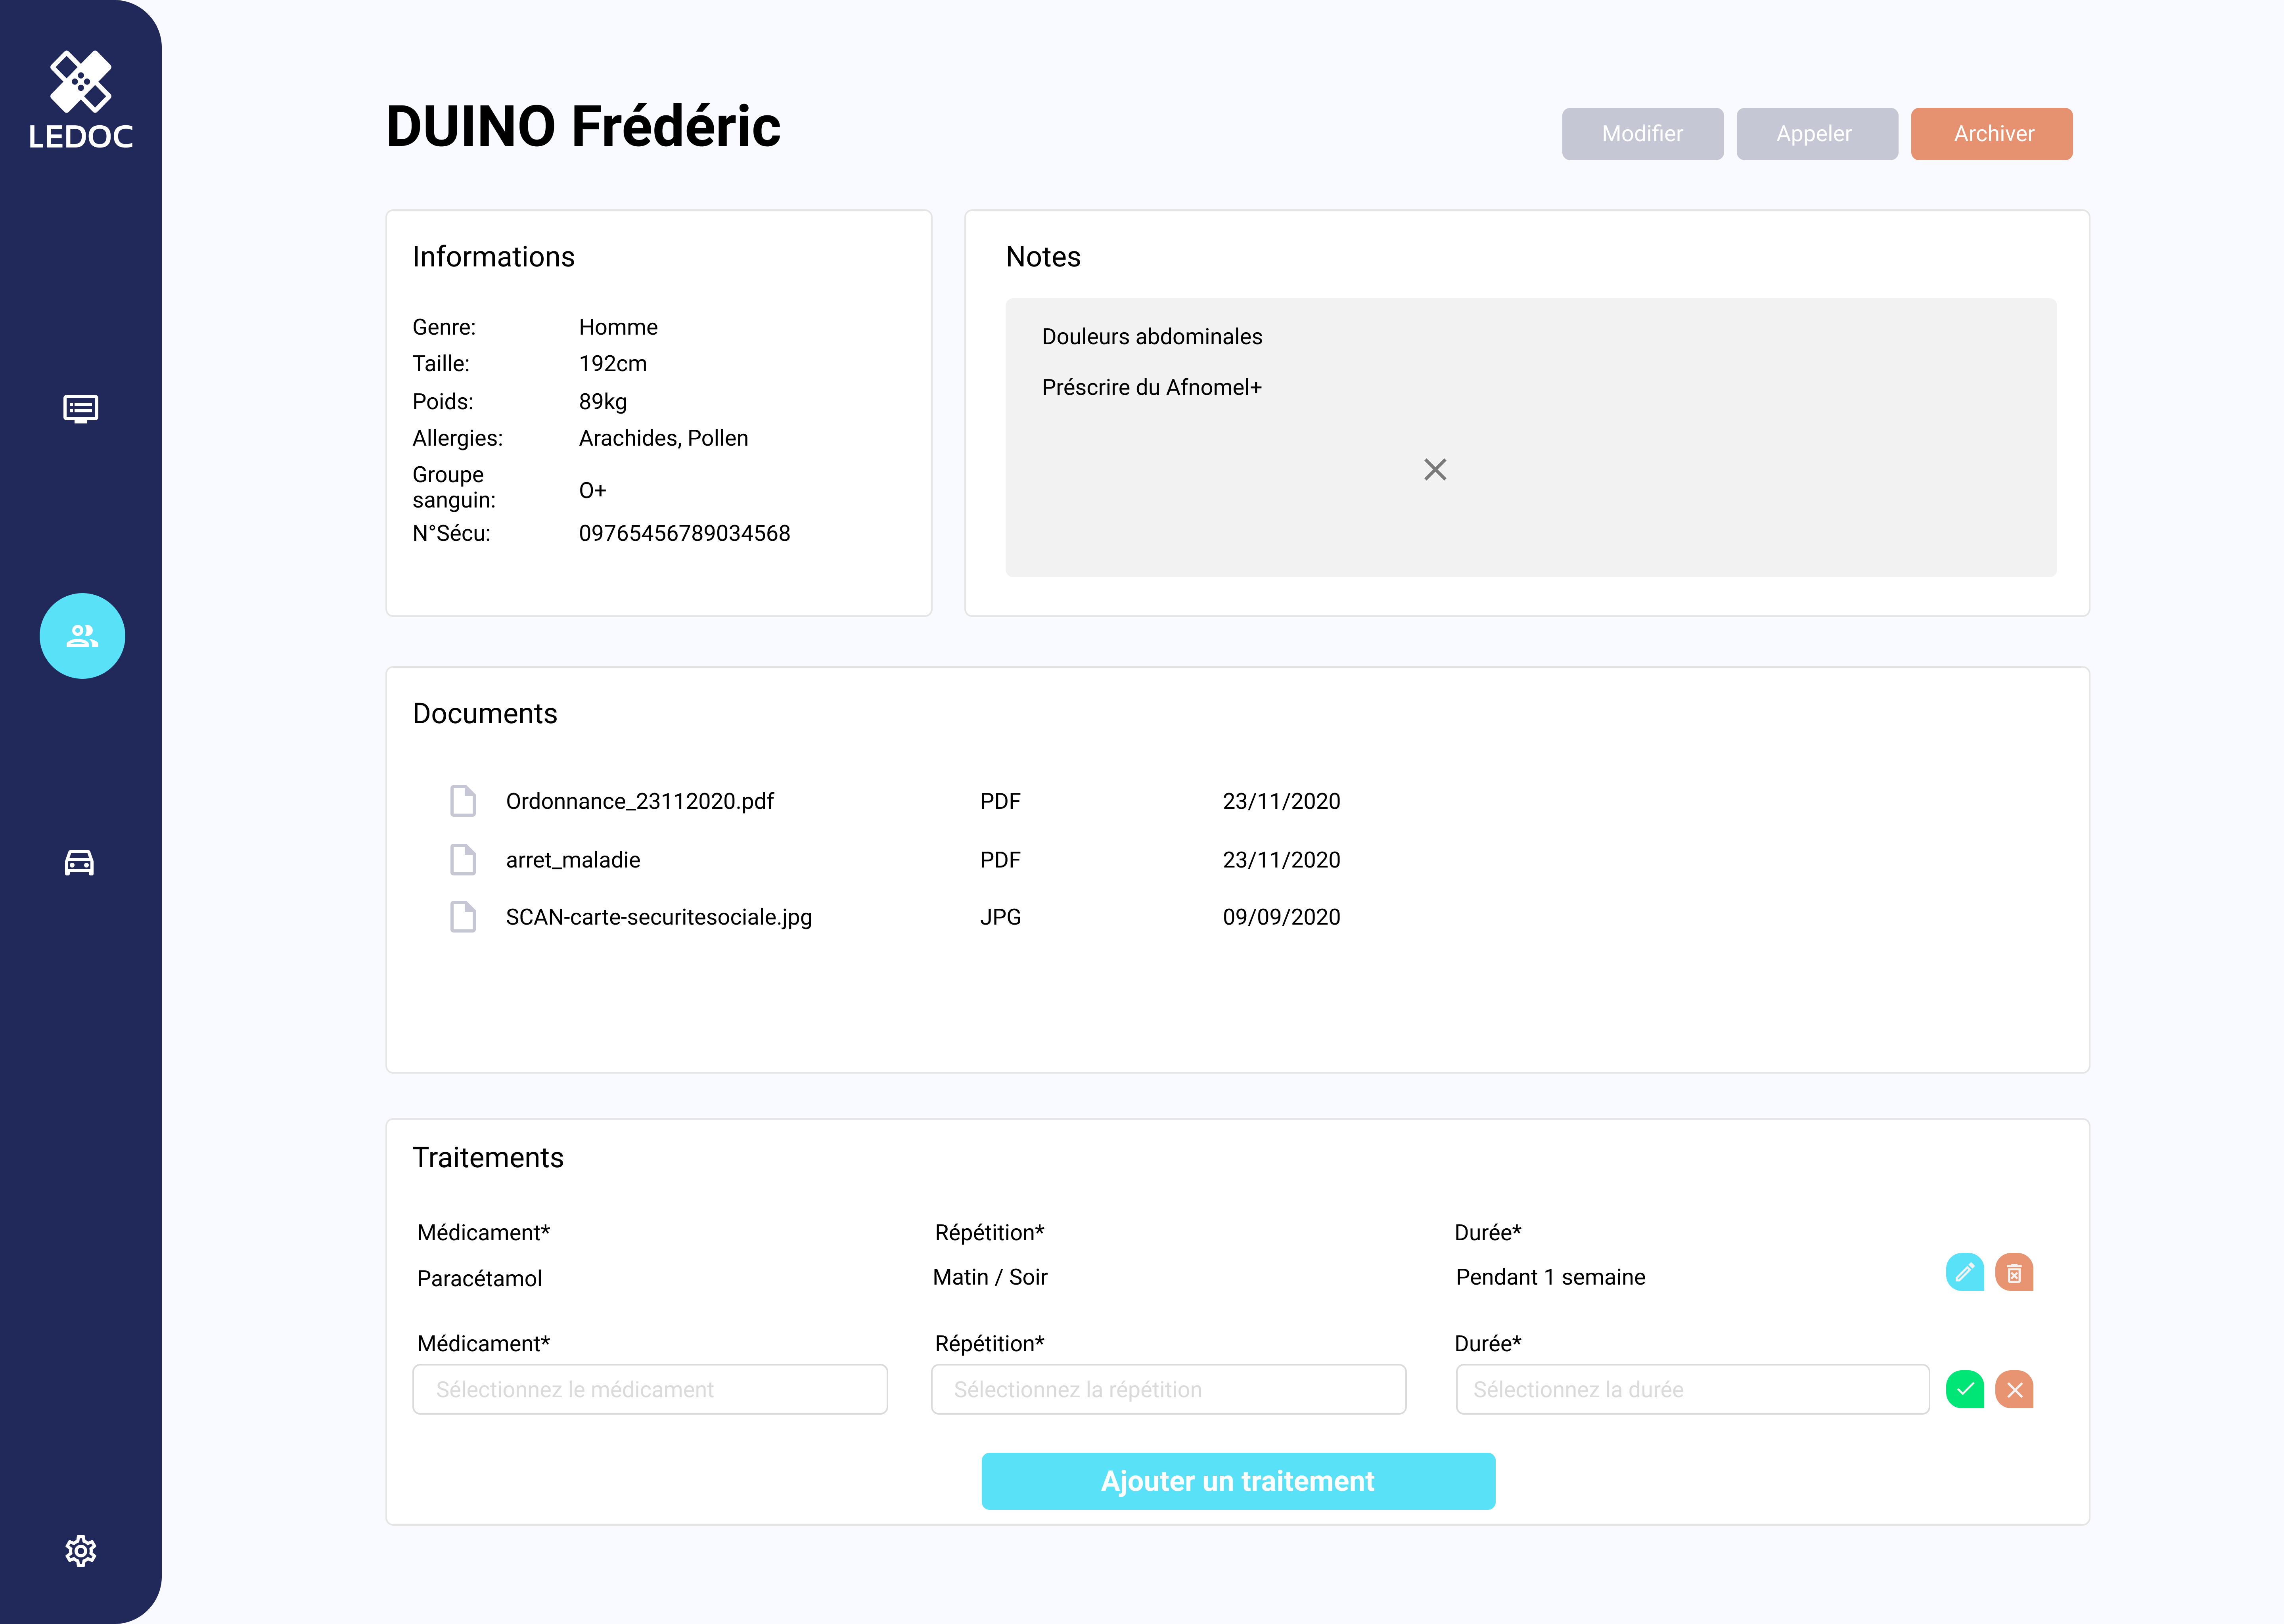 LEDOC
DUINO Frédéric
Modifier
Appeler
Archiver
Informations
Genre: Homme
Taille: 192cm
Poids: 89kg
Allergies: Arachides, Pollen
Groupe
sanguin: O+
N°Sécu: 09765456789034568
Notes
Douleurs abdominales
Préscrire du Afnomel+
Documents
Ordonnance_23112020.pdf PDF 23/11/2020
arret_maladie PDF 23/11/2020
SCAN-carte-securitesociale.jpg JPG 09/09/2020
Traitements
Médicament* Répétition* Durée*
Paracétamol Matin / Soir Pendant 1 semaine
Médicament* Répétition* Durée*
Sélectionnez le médicament Sélectionnez la répétition Sélectionnez la durée
Ajouter un traitement